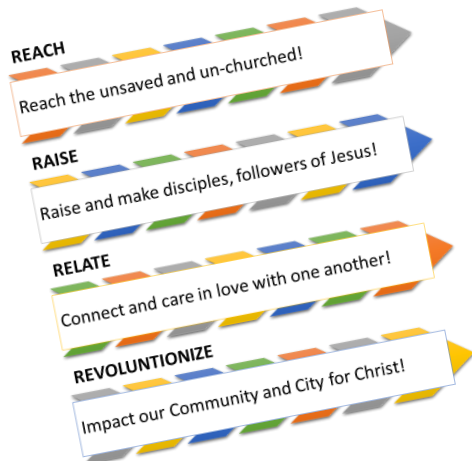 REACH
Reach the unsaved and un-churched!
RAISE
Raise and make disciples, followers of Jesus!
RELATE
Connect and care in love with one another!
REVOLUNTIONIZE
Impact our Community and City for Christ!